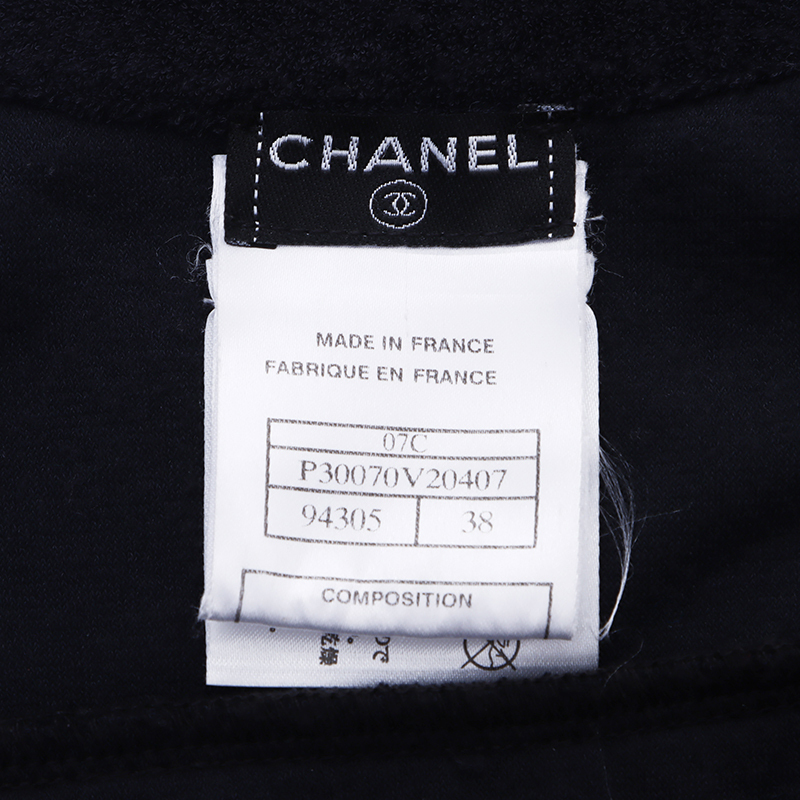 CHANEL
MADE IN FRANCE
FABRIQUE EN FRANCE
07C
P30070V20407
94305 38
COMPOSITION